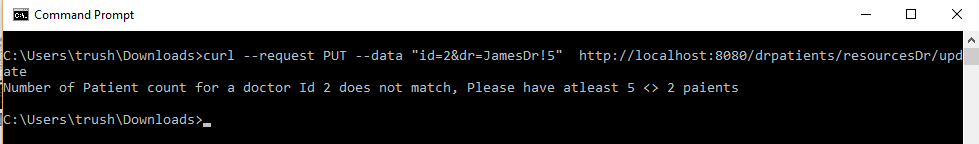 Command Prompt
C:\Users\trush\Downloads>curl --request PUT --data "id=2&dr=JamesDr!5"  http://localhost:8080/drpatients/resourcesDr/upd
ate
Number of Patient count for a doctor Id 2 does not match, Please have atleast 5 <> 2 paients
C:\Users\trush\Downloads>